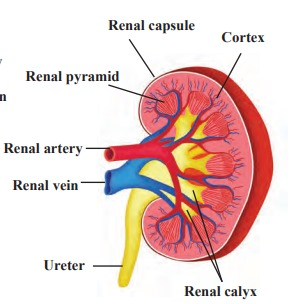 Renal capsule
Cortex
Renal pyramid
Renal artery
Renal vein
Ureter
Renal calyx